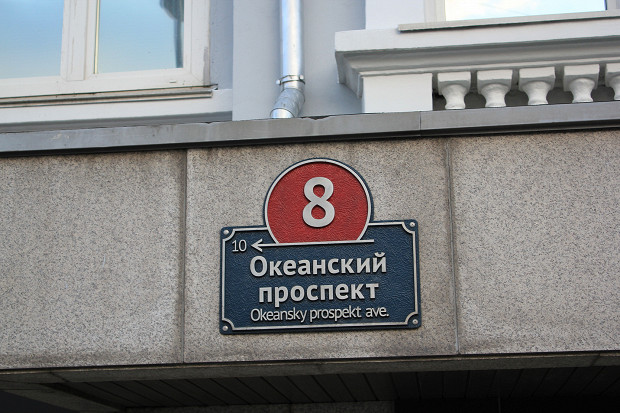 8
10 ←
Океанский
проспект
Okeansky prospekt ave.